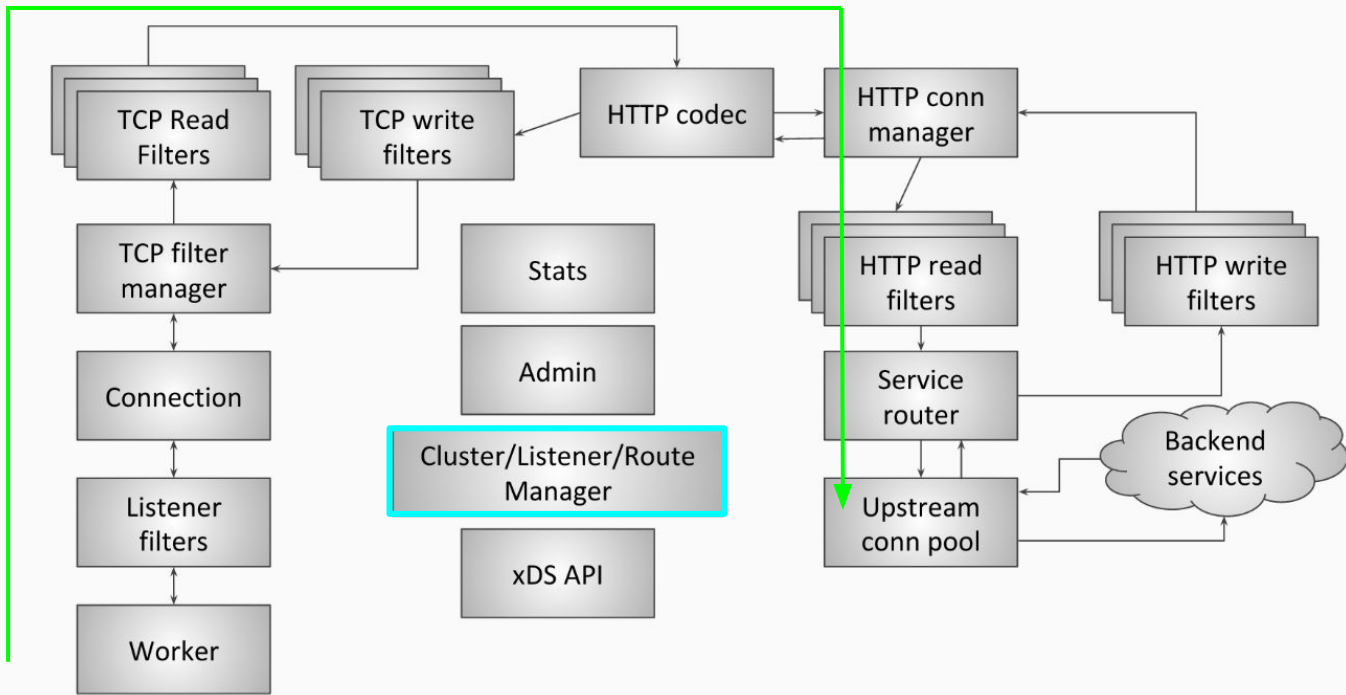 TCP Read
Filters
TCP write
filters
HTTP codec
HTTP conn
manager
TCP filter
manager
Stats
HTTP read
filters
HTTP write
filters
Connection
Admin
Service
router
Backend
services
Cluster/Listener/Route
Manager
Listener
filters
Upstream
conn pool
xDS API
Worker